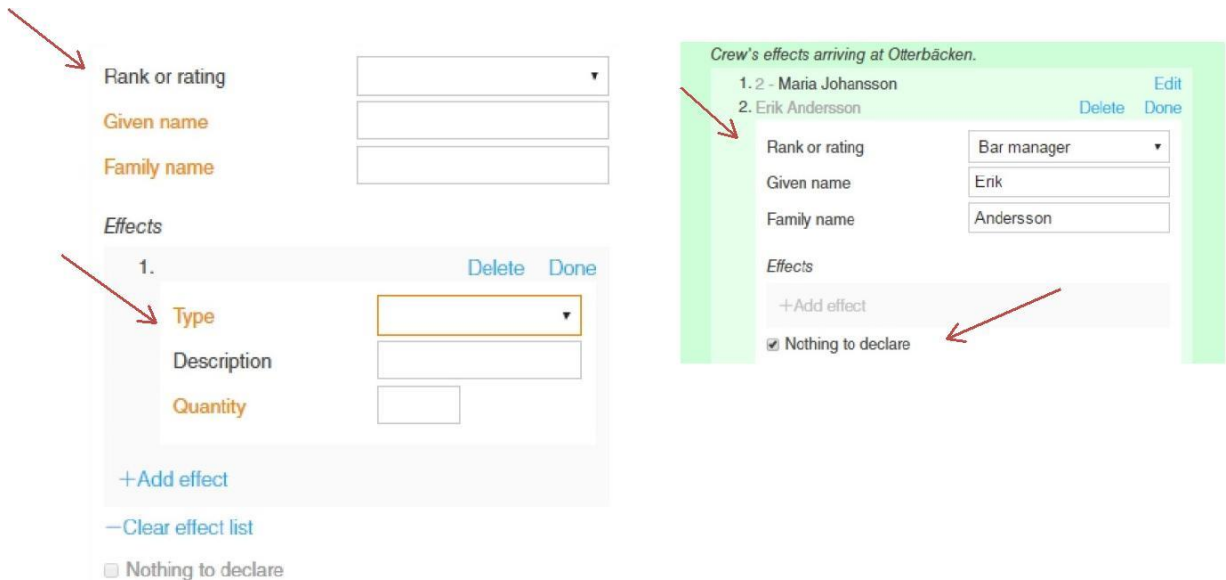 Rank or rating
Given name
Family name
Effects
1. Delete Done
Type
Description
Quantity
+Add effect
−Clear effect list
Nothing to declare
Crew's effects arriving at Otterbäcken.
1. 2 - Maria Johansson Edit
2. Erik Andersson Delete Done
Rank or rating Bar manager
Given name Erik
Family name Andersson
Effects
+Add effect
Nothing to declare